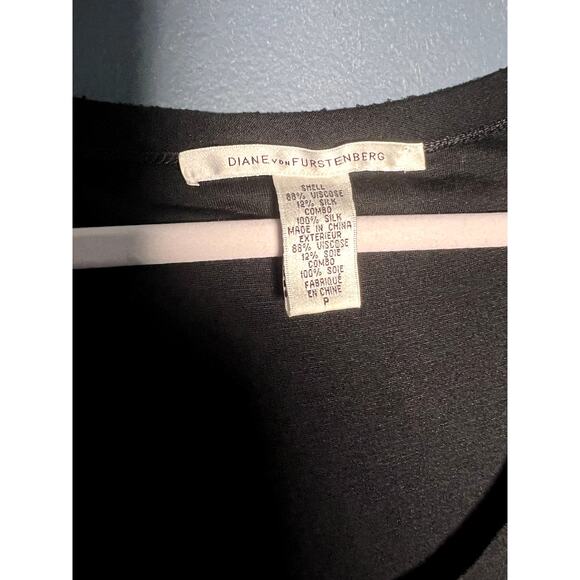 DIANE VON FURSTENBERG
SHELL
88% VISCOSE
12% SILK
COMBO
100% SILK
MADE IN CHINA
EXTERIEUR
88% VISCOSE
12% SOIE
COMBO
100% SOIE
FABRIQUÉ
EN CHINE
P